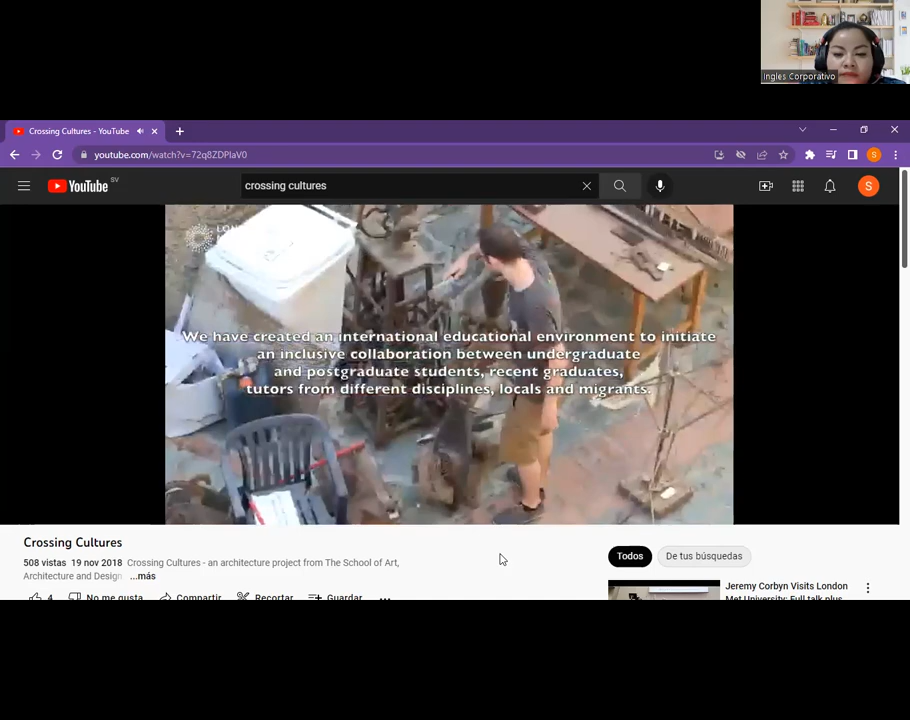 Ingles Corporativo
Crossing Cultures - YouTube
youtube.com/watch?v=72q8ZDPlaV0
YouTube SV
crossing cultures
S
S
LON
We have created an international educational environment to initiate
an inclusive collaboration between undergraduate
and postgraduate students, recent graduates,
tutors from different disciplines, locals and migrants.
Crossing Cultures
508 vistas 19 nov 2018 Crossing Cultures - an architecture project from The School of Art,
Architecture and Design ...más
4 No me gusta Compartir Recortar Guardar ...
Todos
De tus búsquedas
Jeremy Corbyn Visits London
Met University: Full talk plus